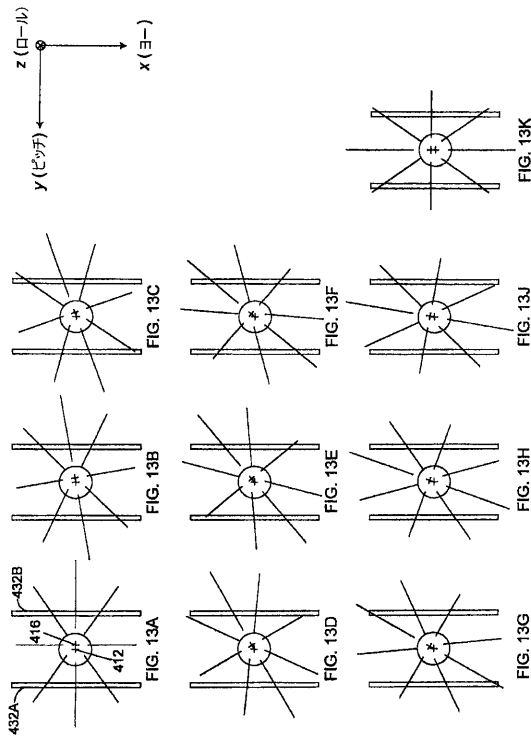 z (ロール)
y (ピッチ)
x (ヨー)
432A
432B
416
412
FIG. 13A
FIG. 13B
FIG. 13C
FIG. 13D
FIG. 13E
FIG. 13F
FIG. 13G
FIG. 13H
FIG. 13J
FIG. 13K